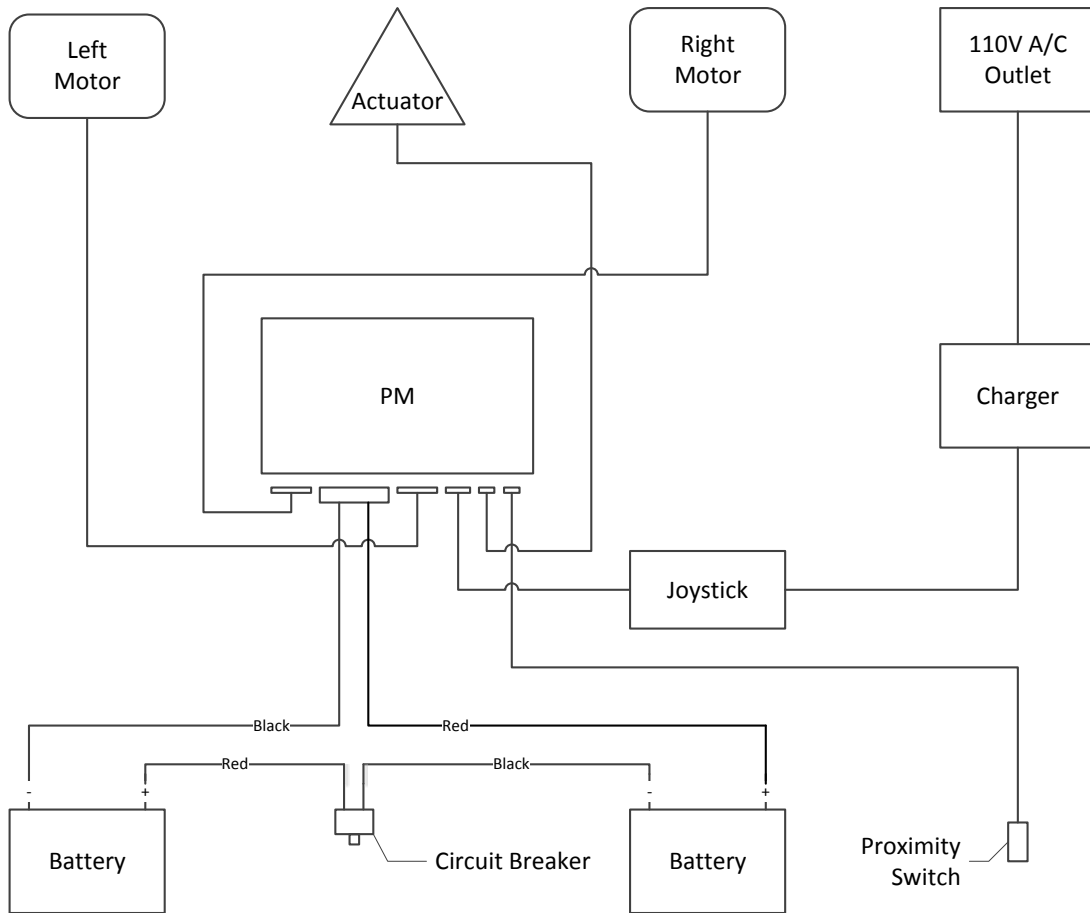 Left
Motor
Actuator
Right
Motor
110V A/C
Outlet
PM
Charger
Joystick
Black
Red
Red
Black
-
+
-
+
Battery
Circuit Breaker
Battery
Proximity
Switch